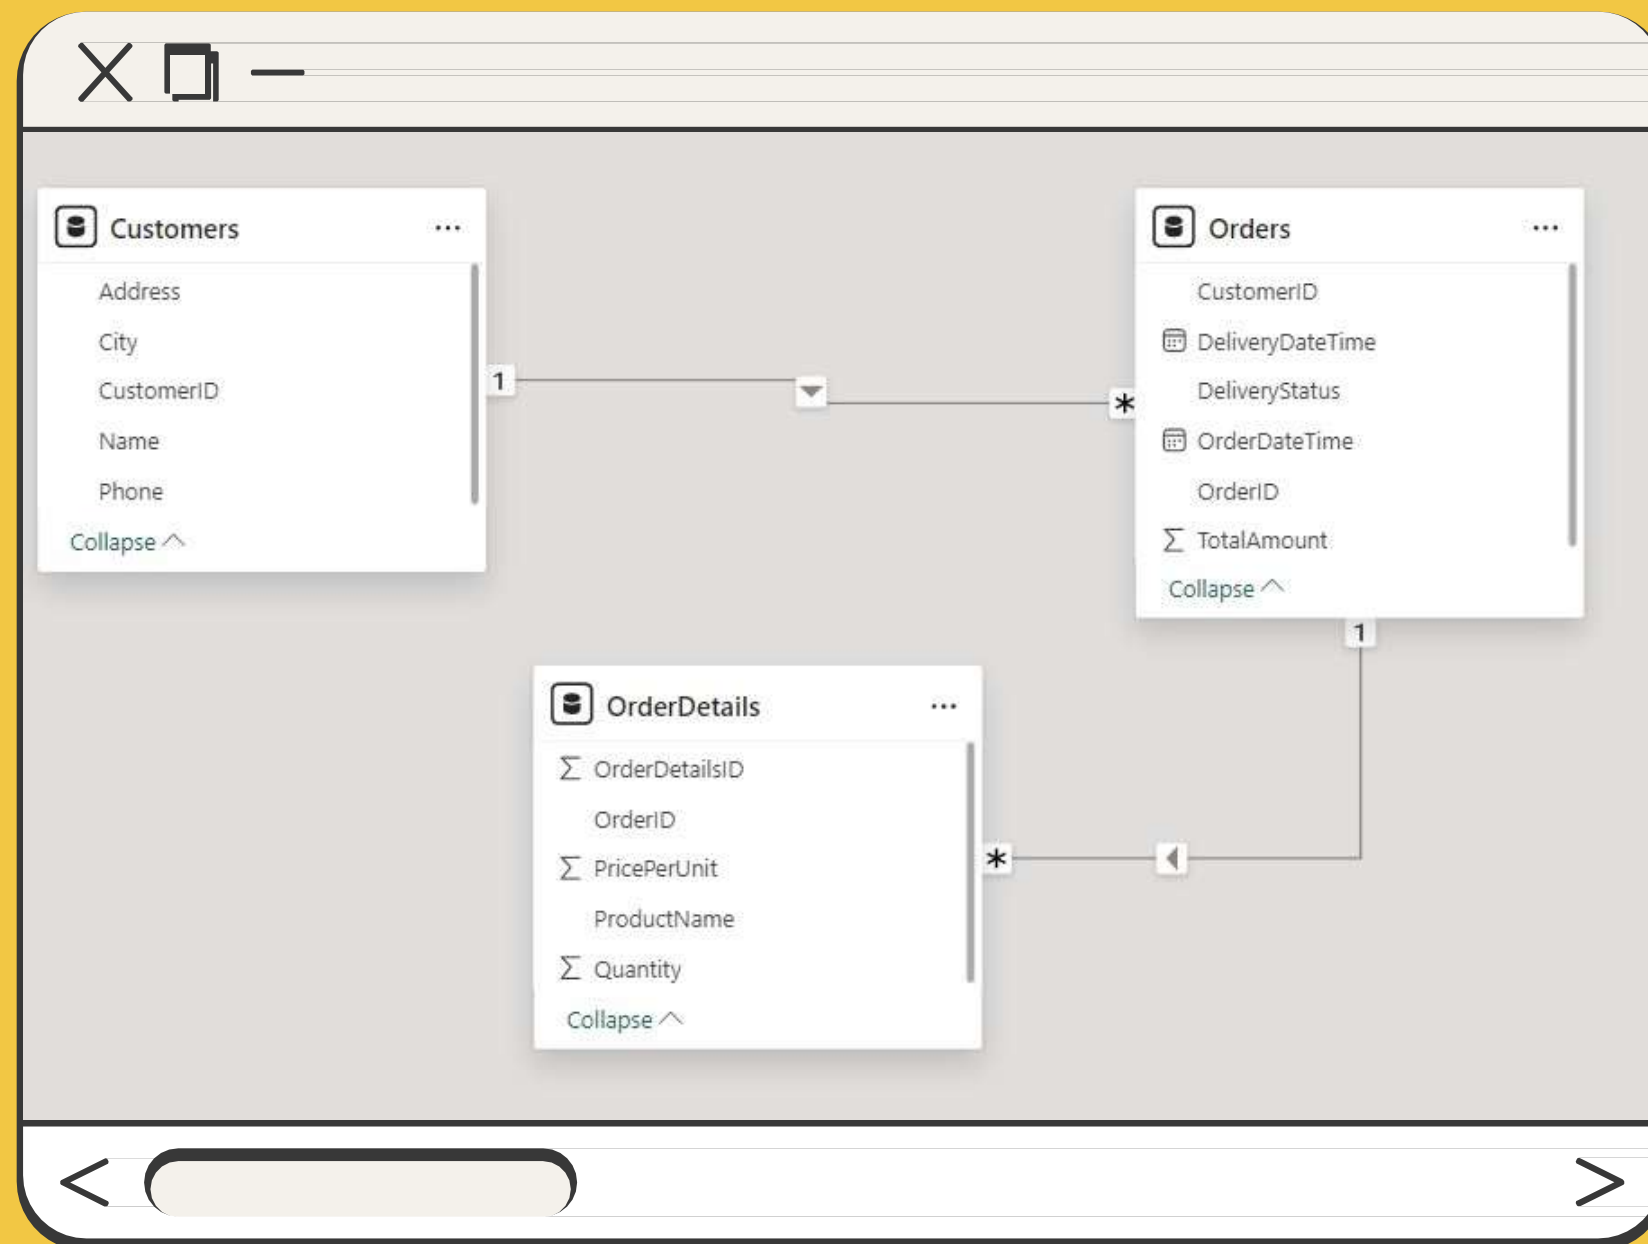 Customers
Address
City
CustomerID
Name
Phone
Collapse
1
*
Orders
CustomerID
DeliveryDateTime
DeliveryStatus
OrderDateTime
OrderID
Σ TotalAmount
Collapse
1
OrderDetails
Σ OrderDetailsID
OrderID
Σ PricePerUnit
ProductName
Σ Quantity
Collapse
*